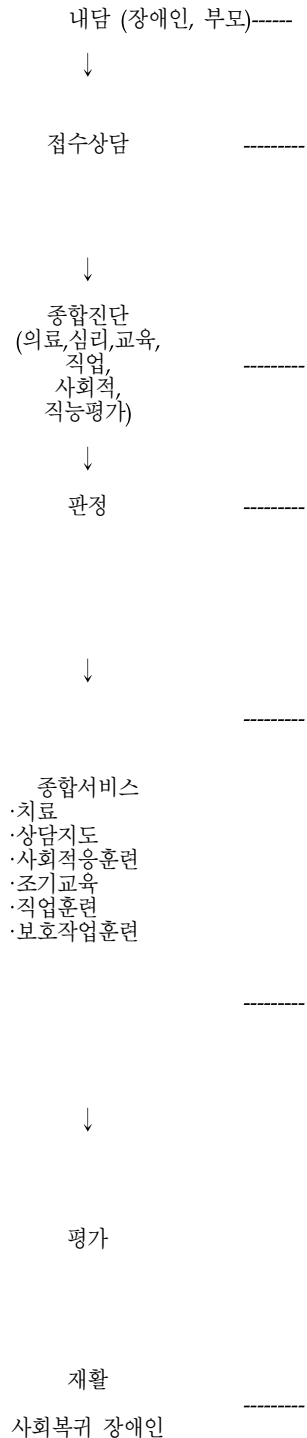 내담 (장애인, 부모)------
↓
접수상담 ---------
↓
종합진단
(의료,심리,교육,
직업, ---------
사회적,
직능평가)
↓
판정 ---------
↓
---------
종합서비스
·치료
·상담지도
·사회적응훈련
·조기교육
·직업훈련
·보호작업훈련
---------
↓
평가
재활
---------
사회복귀 장애인